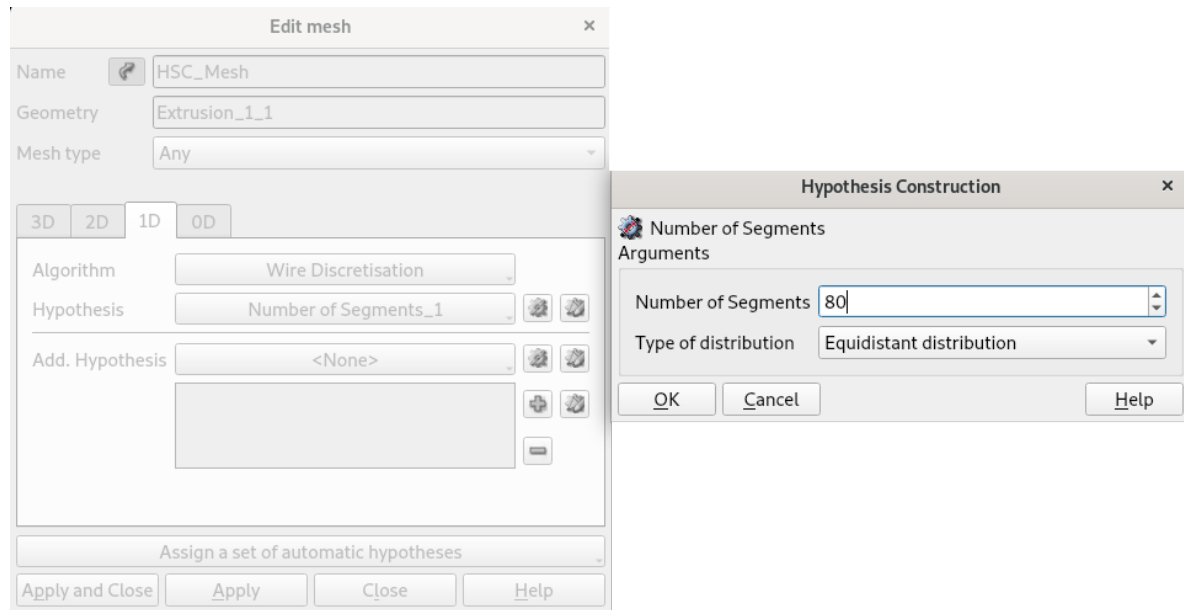 Edit mesh ×
Name HSC_Mesh
Geometry Extrusion_1_1
Mesh type Any
3D 2D 1D 0D
Algorithm Wire Discretisation
Hypothesis Number of Segments_1
Add. Hypothesis <None>
Assign a set of automatic hypotheses
Apply and Close Apply Close Help
Hypothesis Construction ×
Number of Segments
Arguments
Number of Segments 80
Type of distribution Equidistant distribution
OK Cancel Help